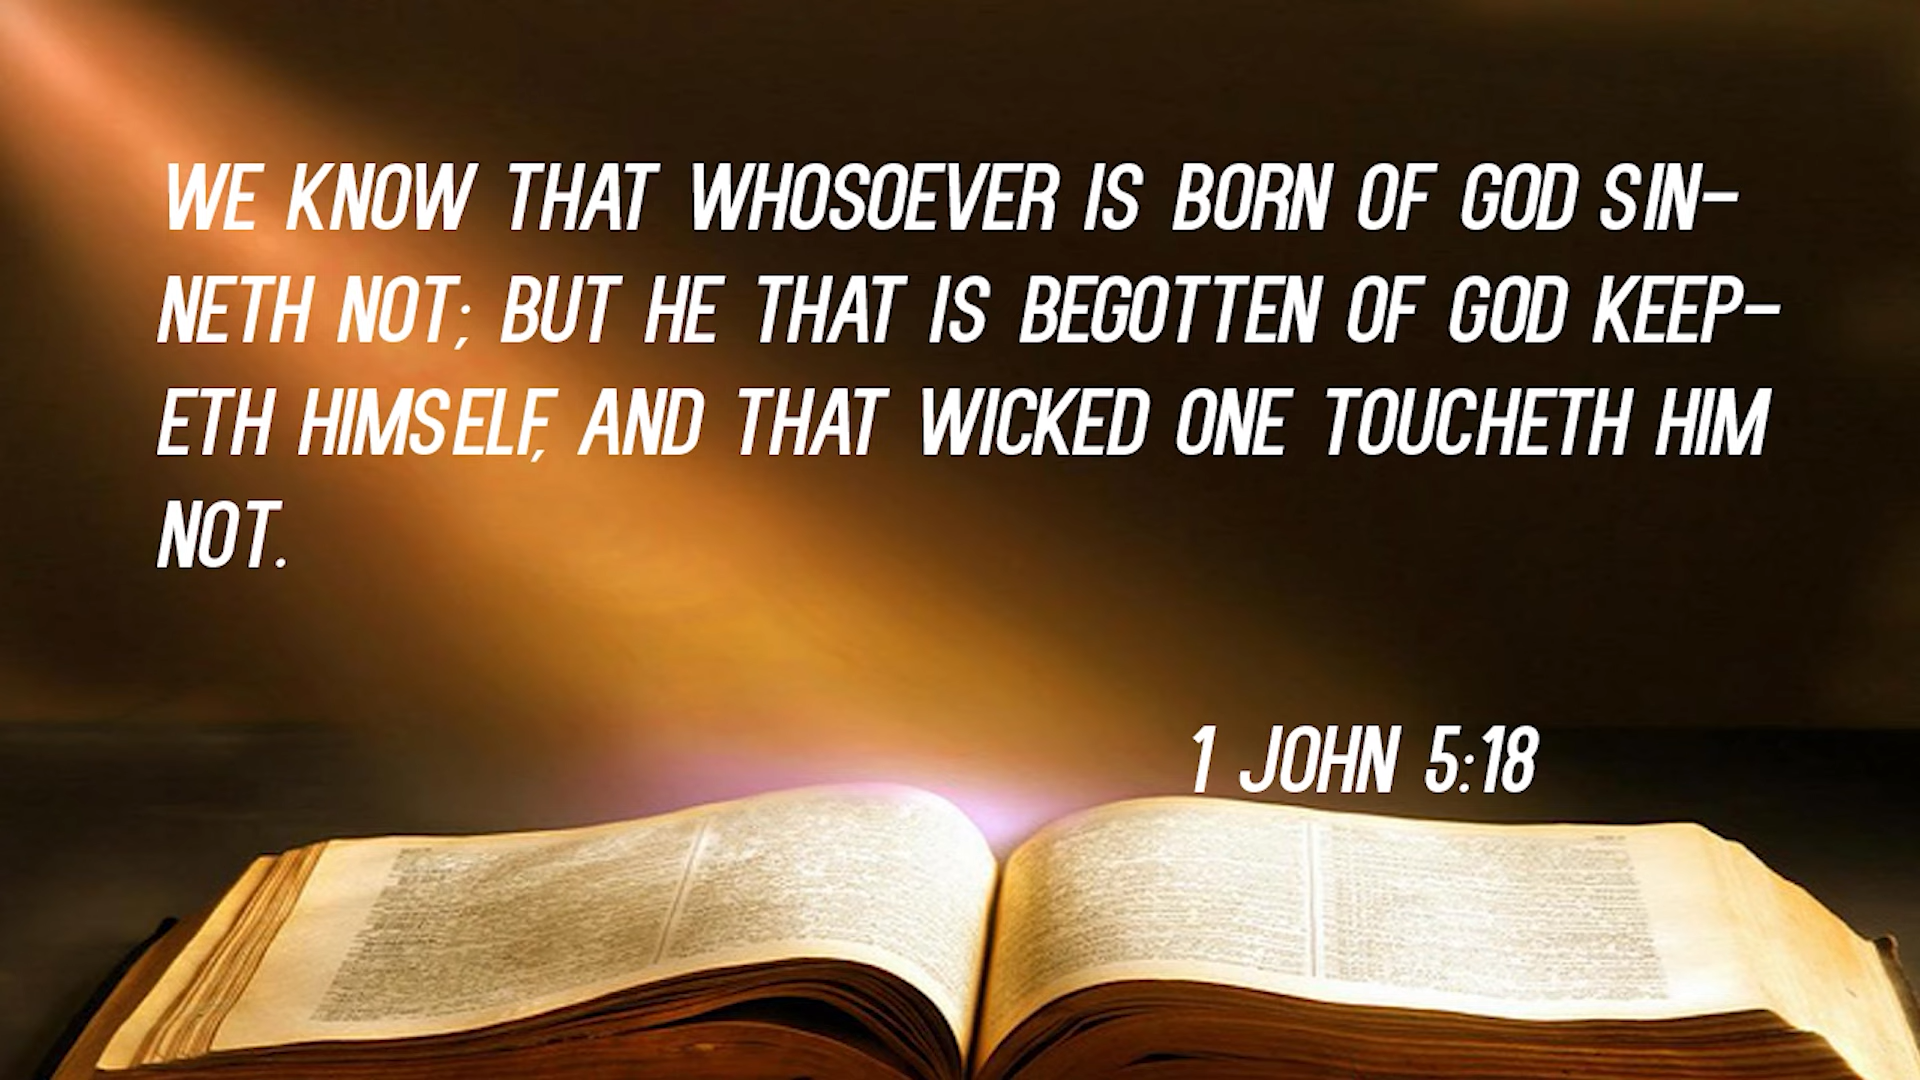 WE KNOW THAT WHOSOEVER IS BORN OF GOD SIN-
NETH NOT; BUT HE THAT IS BEGOTTEN OF GOD KEEP-
ETH HIMSELF, AND THAT WICKED ONE TOUCHETH HIM
NOT.
1 JOHN 5:18